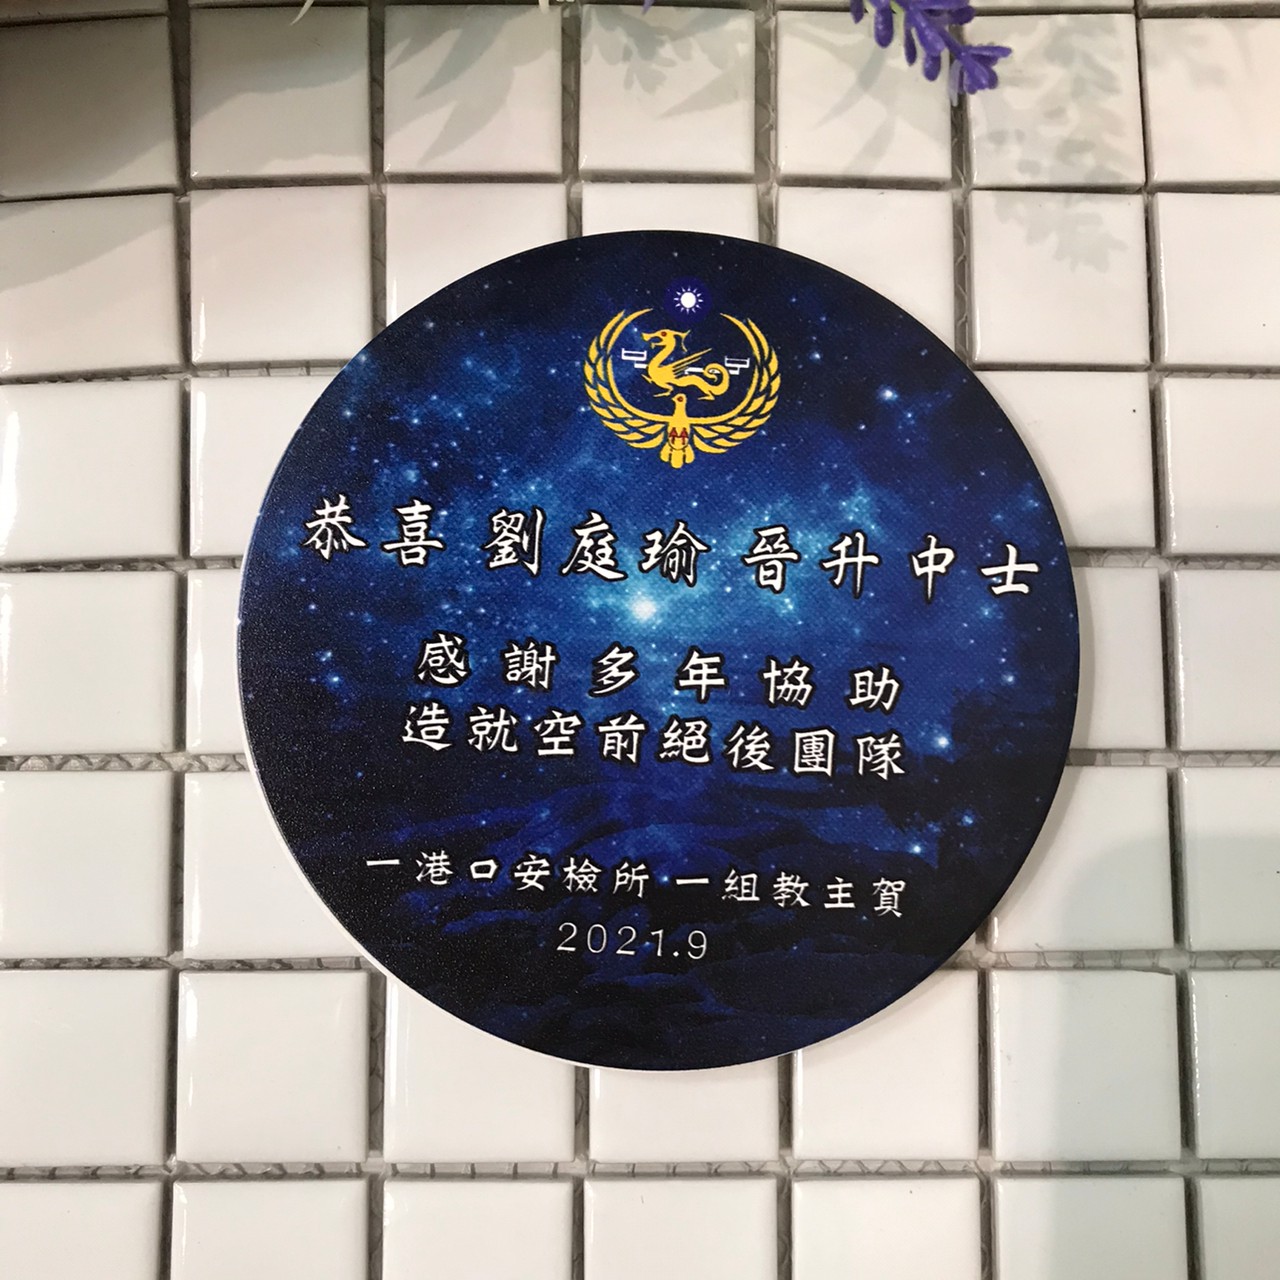 恭喜 劉庭瑜 晉升中士
感謝多年協助
造就空前絕後團隊
一港口安檢所 一組教主賀
2021.9